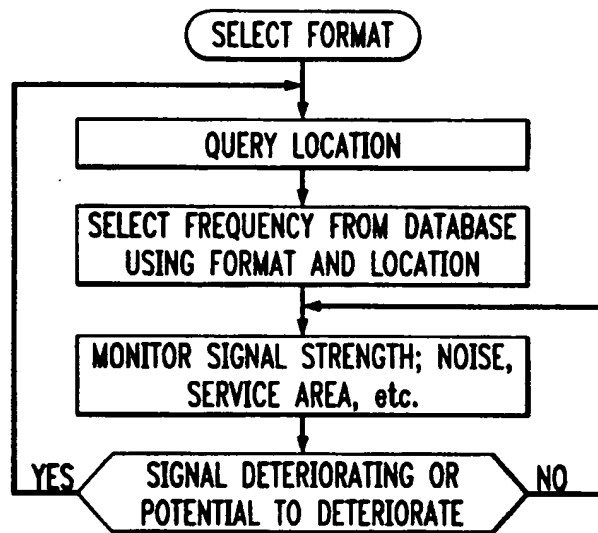 SELECT FORMAT
QUERY LOCATION
SELECT FREQUENCY FROM DATABASE
USING FORMAT AND LOCATION
MONITOR SIGNAL STRENGTH; NOISE,
SERVICE AREA, etc.
YES
SIGNAL DETERIORATING OR
POTENTIAL TO DETERIORATE
NO